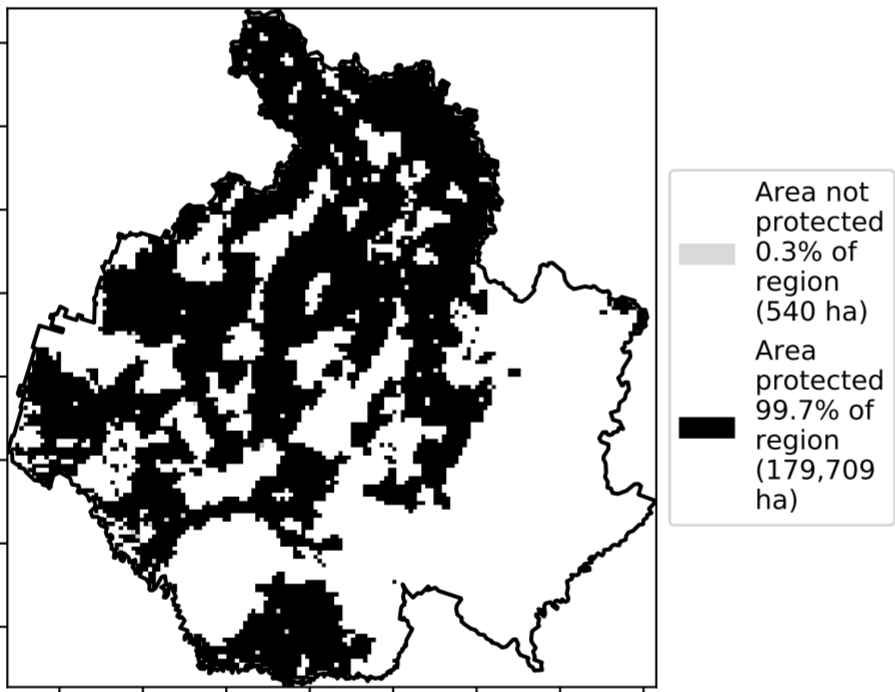 Area not
protected
0.3% of
region
(540 ha)
Area
protected
99.7% of
region
(179,709
ha)